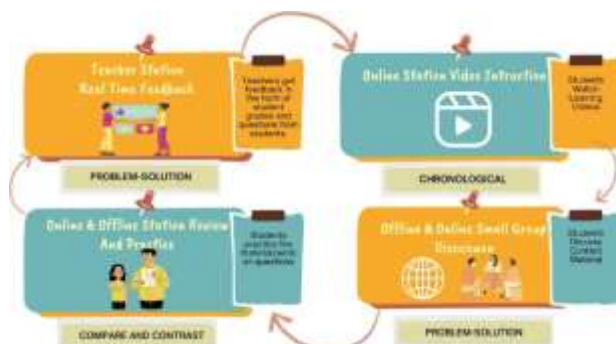 Teacher Station
Real Time Feedback
Teachers get
feedback in
the form of
student
grades and
questions from
students.
PROBLEM-SOLUTION
Online Station Video Interactive
Students
Watch
Learning
Videos
CHRONOLOGICAL
Online & Offline Station Review
And Practice
Students
practice the
on questions
COMPARE AND CONTRAST
Offline & Online Small Group
Discussion
Students
Discuss
Content
Material
PROBLEM-SOLUTION